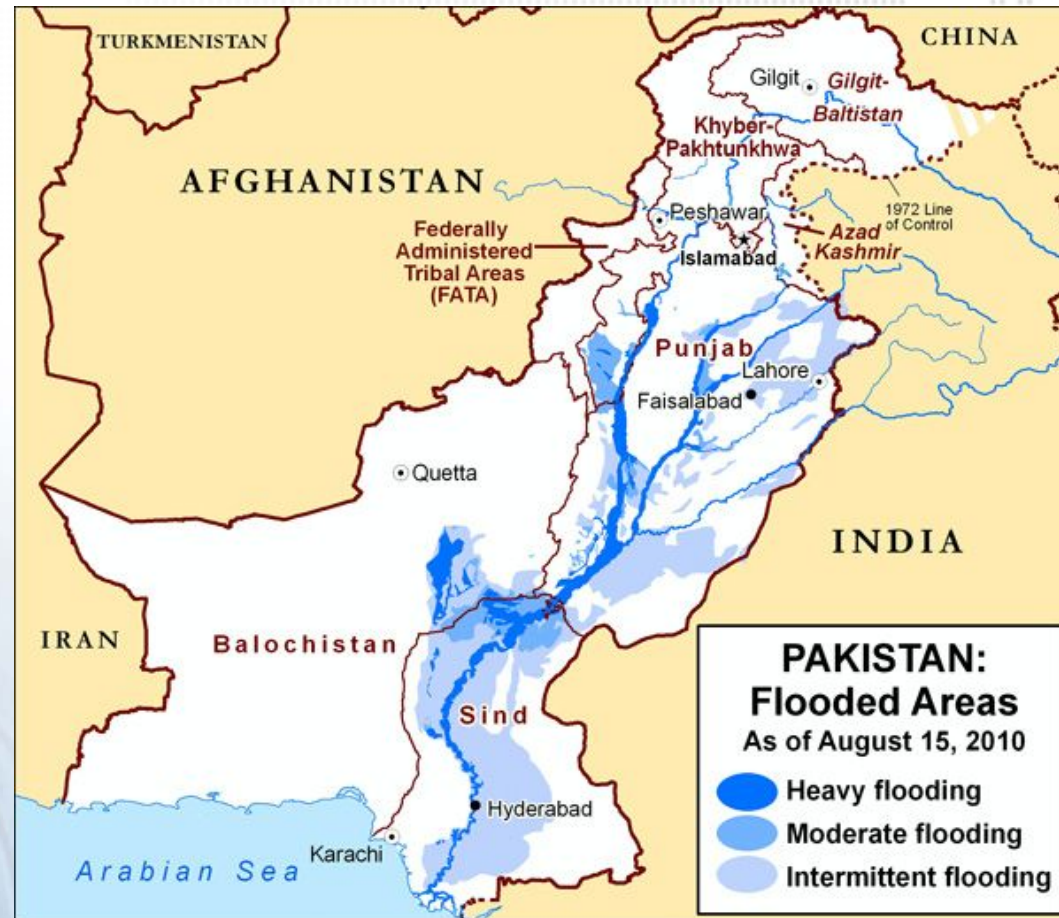 TURKMENISTAN
CHINA
Gilgit
Gilgit-
Baltistan
Khyber-
Pakhtunkhwa
AFGHANISTAN
Peshawar
1972 Line
of Control
Federally
Administered
Tribal Areas
(FATA)
Azad
Kashmir
Islamabad
Punjab
Lahore
Faisalabad
Quetta
INDIA
IRAN
Balochistan
Sind
Hyderabad
Karachi
Arabian Sea
PAKISTAN:
Flooded Areas
As of August 15, 2010
Heavy flooding
Moderate flooding
Intermittent flooding